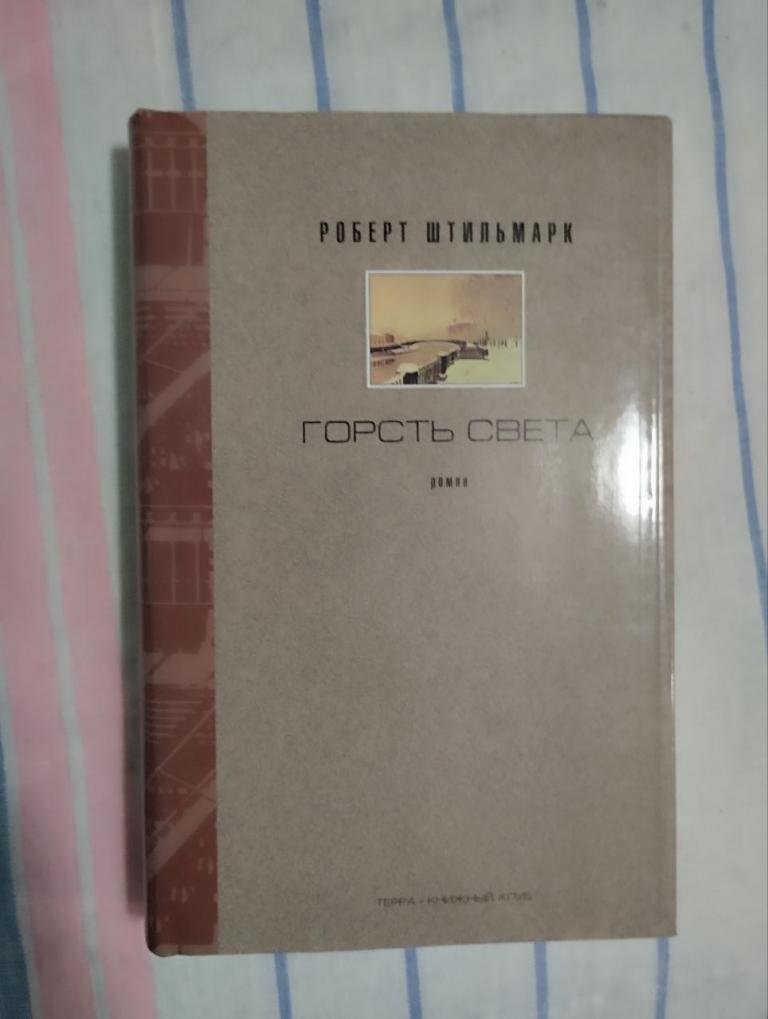 РОБЕРТ ШТИЛЬМАРК
ГОРСТЬ СВЕТА
роман
ТЕРРА - КНИЖНЫЙ КЛУБ